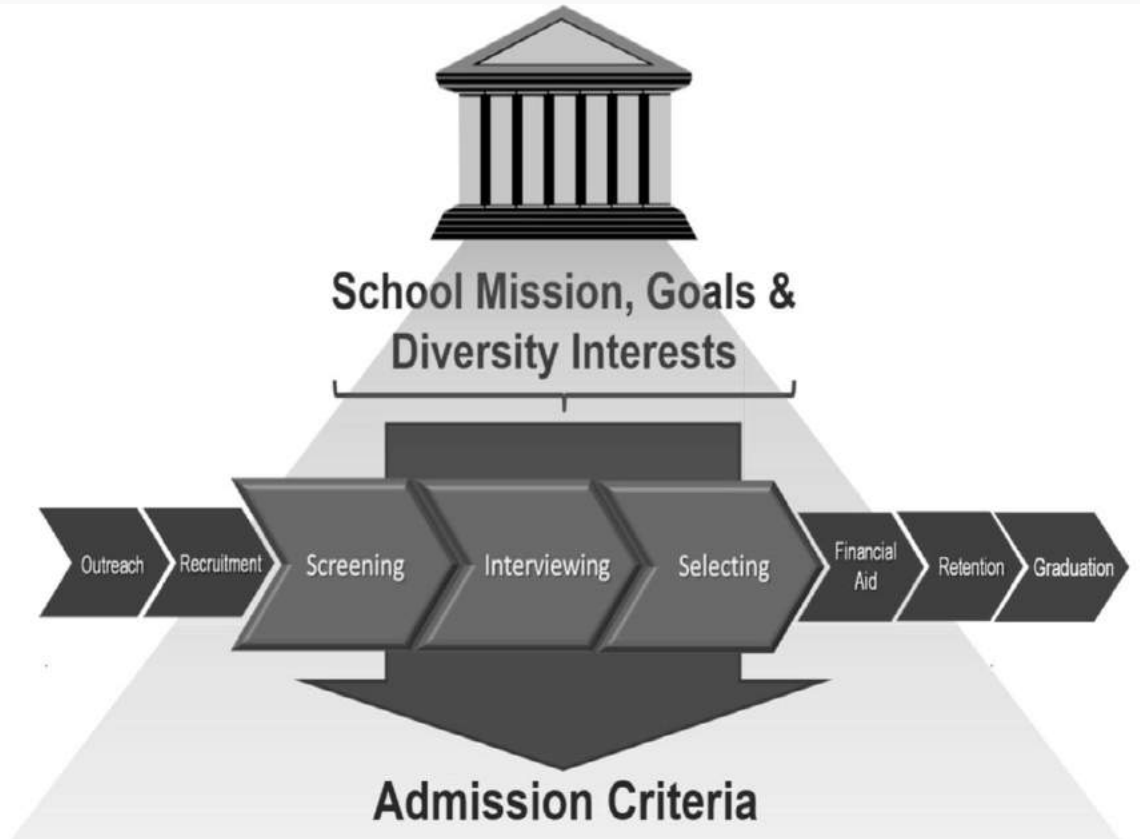 School Mission, Goals &
Diversity Interests
Outreach
Recruitment
Screening
Interviewing
Selecting
Financial
Aid
Retention
Graduation
Admission Criteria